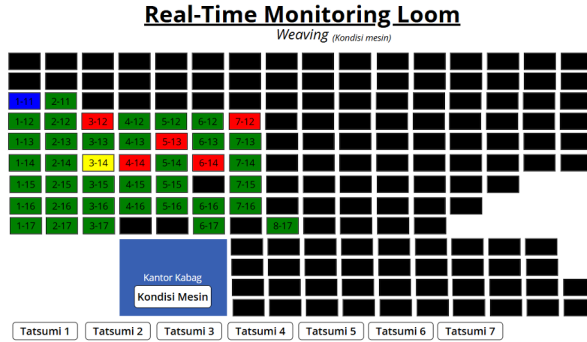 Real-Time Monitoring Loom
Weaving (Kondisi mesin)
1-11 2-11
1-12 2-12 3-12 4-12 5-12 6-12 7-12
1-13 2-13 3-13 4-13 5-13 6-13 7-13
1-14 2-14 3-14 4-14 5-14 6-14 7-14
1-15 2-15 3-15 4-15 5-15 7-15
1-16 2-16 3-16 4-16 5-16 6-16 7-16
1-17 2-17 3-17 6-17 8-17
Kantor Kabag
Kondisi Mesin
Tatsumi 1 Tatsumi 2 Tatsumi 3 Tatsumi 4 Tatsumi 5 Tatsumi 6 Tatsumi 7